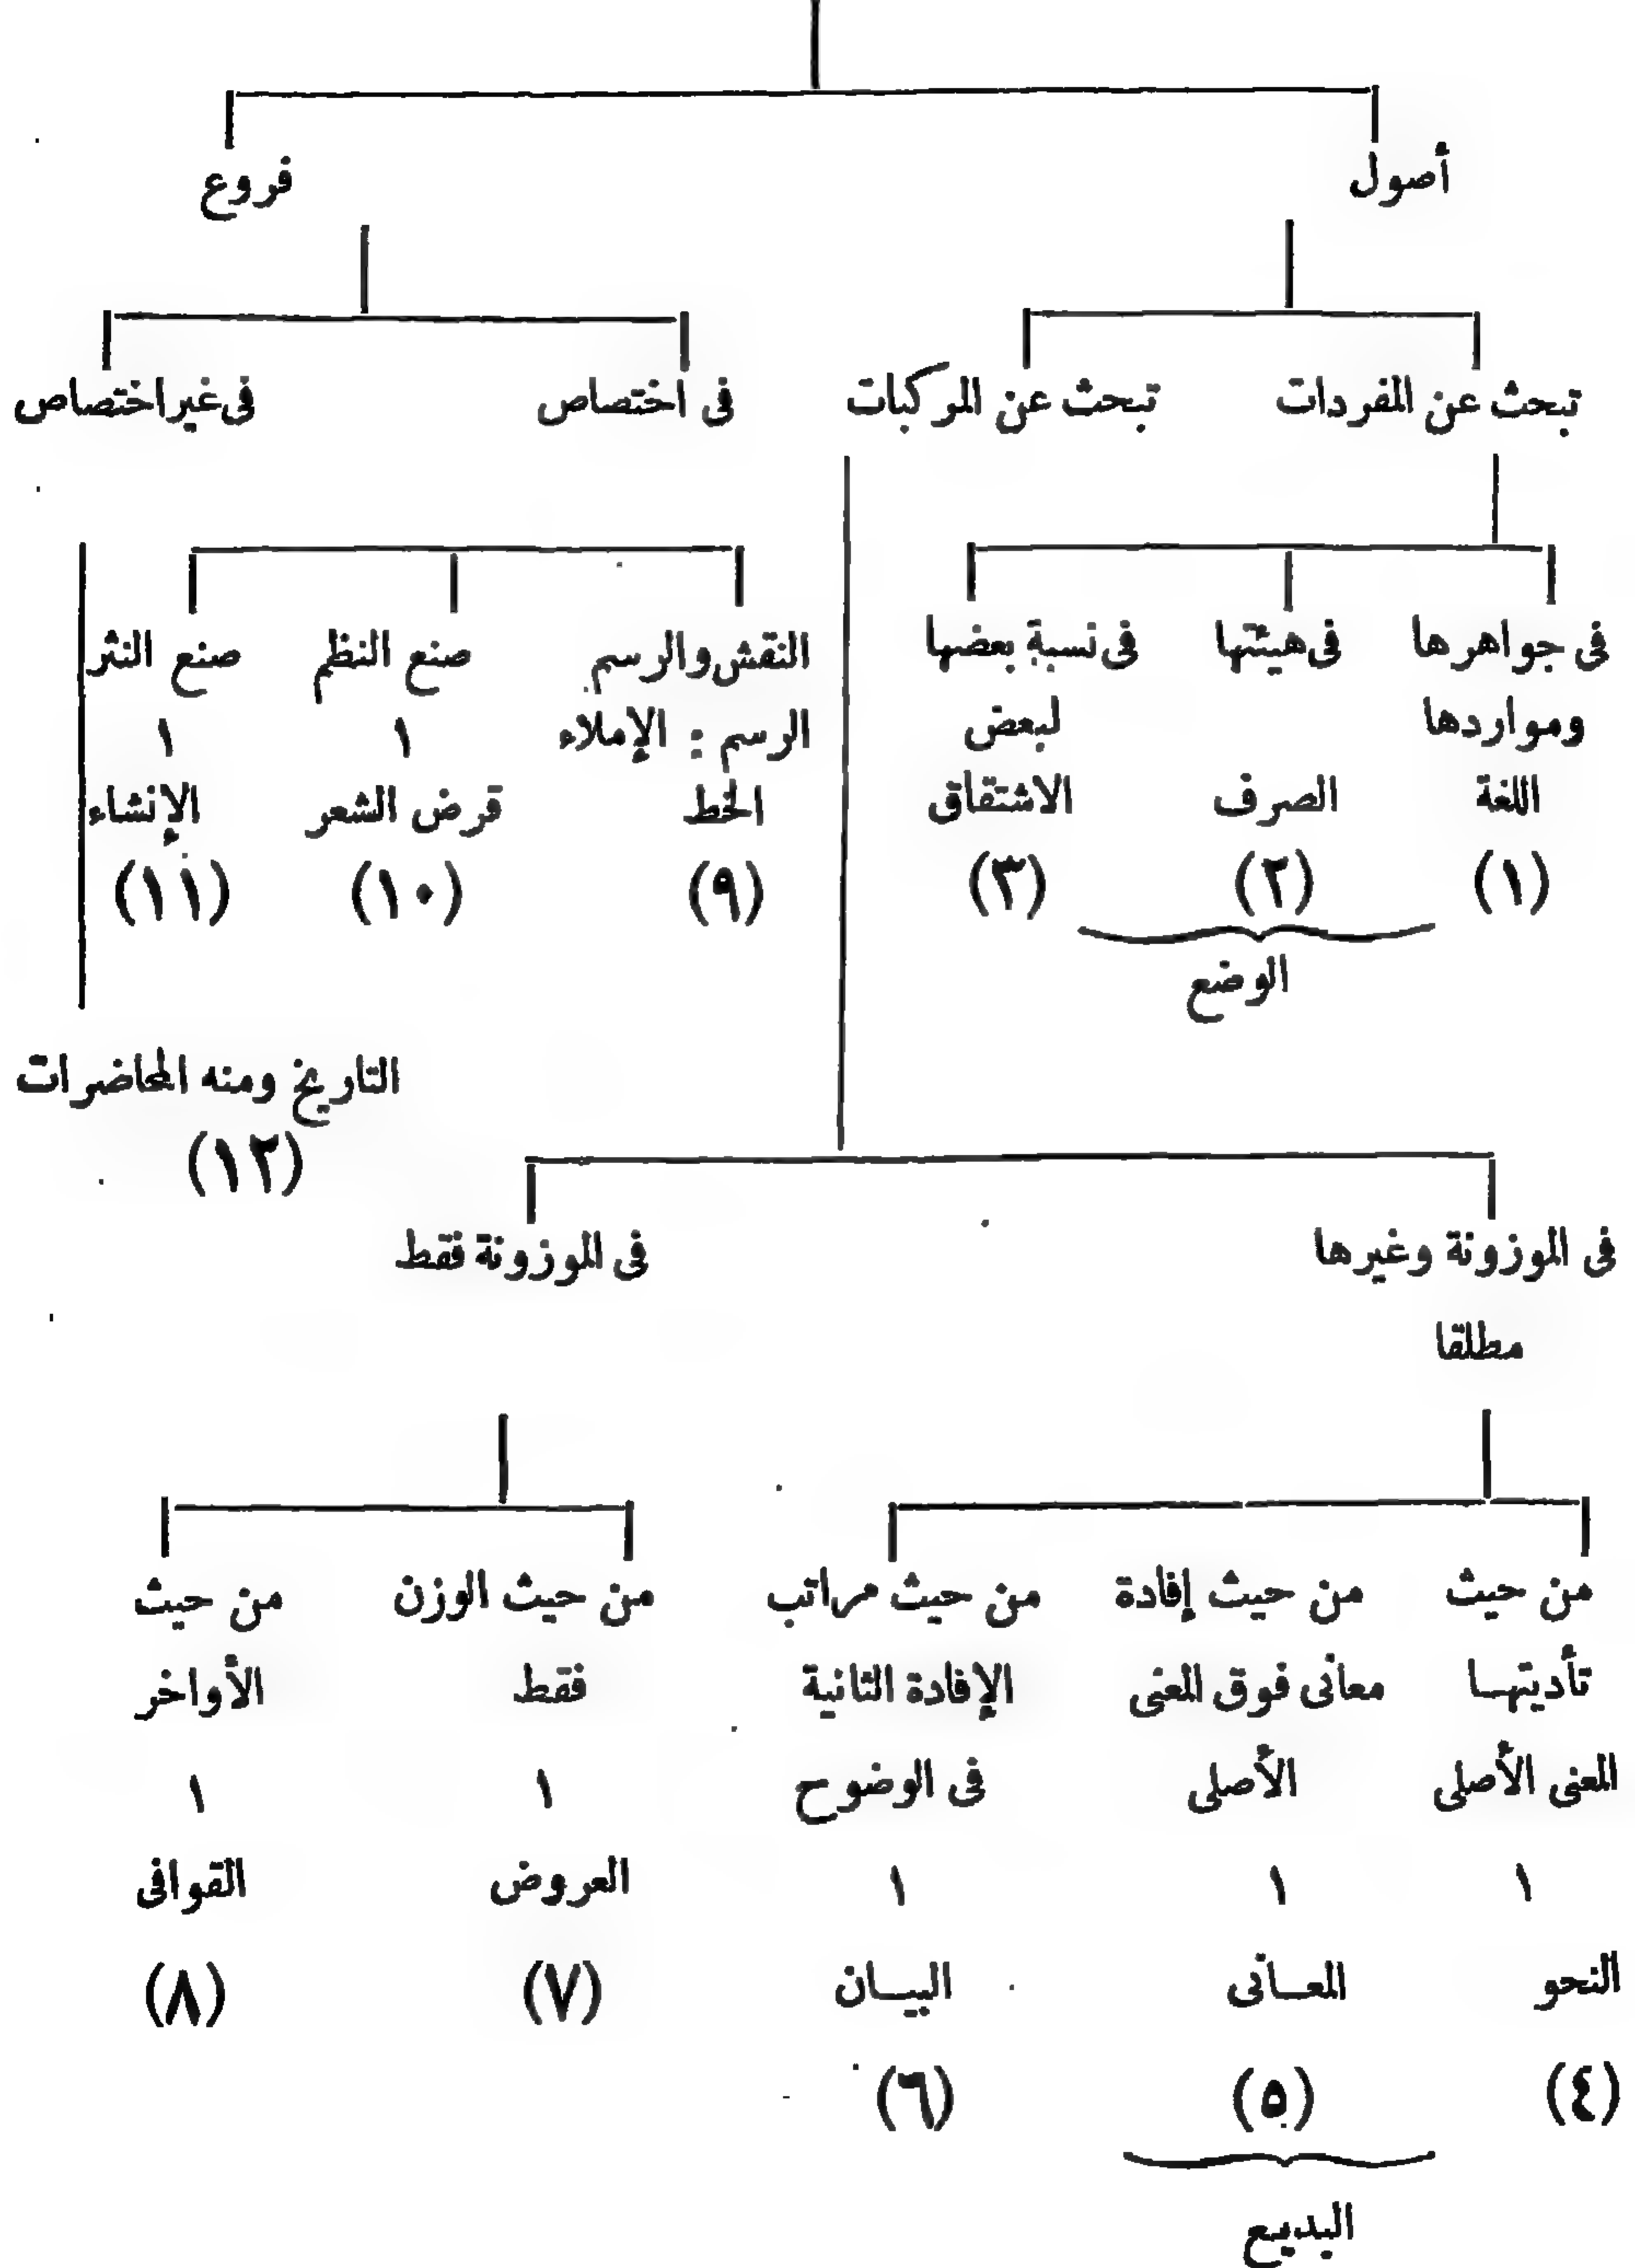 أصول
فروع
تبحث عن المفردات
تبحث عن المركبات
فى اختصاص
فى غير اختصاص
فى جواهرها
ومواردها
اللغة
(١)
فى هيئتها
الصرف
(٢)
فى نسبة بعضها
لبعض
الاشتقاق
(٣)
الوضع
النقش والرسم
الرسم : الإملاء
الخط
(٩)
صنع النظم
١
قرض الشعر
(١٠)
صنع النثر
١
الإنشاء
(١١)
التاريخ ومنه المحاضرات
(١٢)
فى الموزونة وغيرها
مطلقا
فى الموزونة فقط
من حيث
تأديتهـا
المعنى الأصلى
١
النحو
(٤)
من حيث إفادة
معانى فوق المعنى
الأصلى
١
المعـانى
(٥)
من حيث مراتب
الإفادة الثانية
فى الوضوح
١
البيـان
(٦)
البديع
من حيث الوزن
فقط
١
العروض
(٧)
من حيث
الأواخر
١
القوافى
(٨)